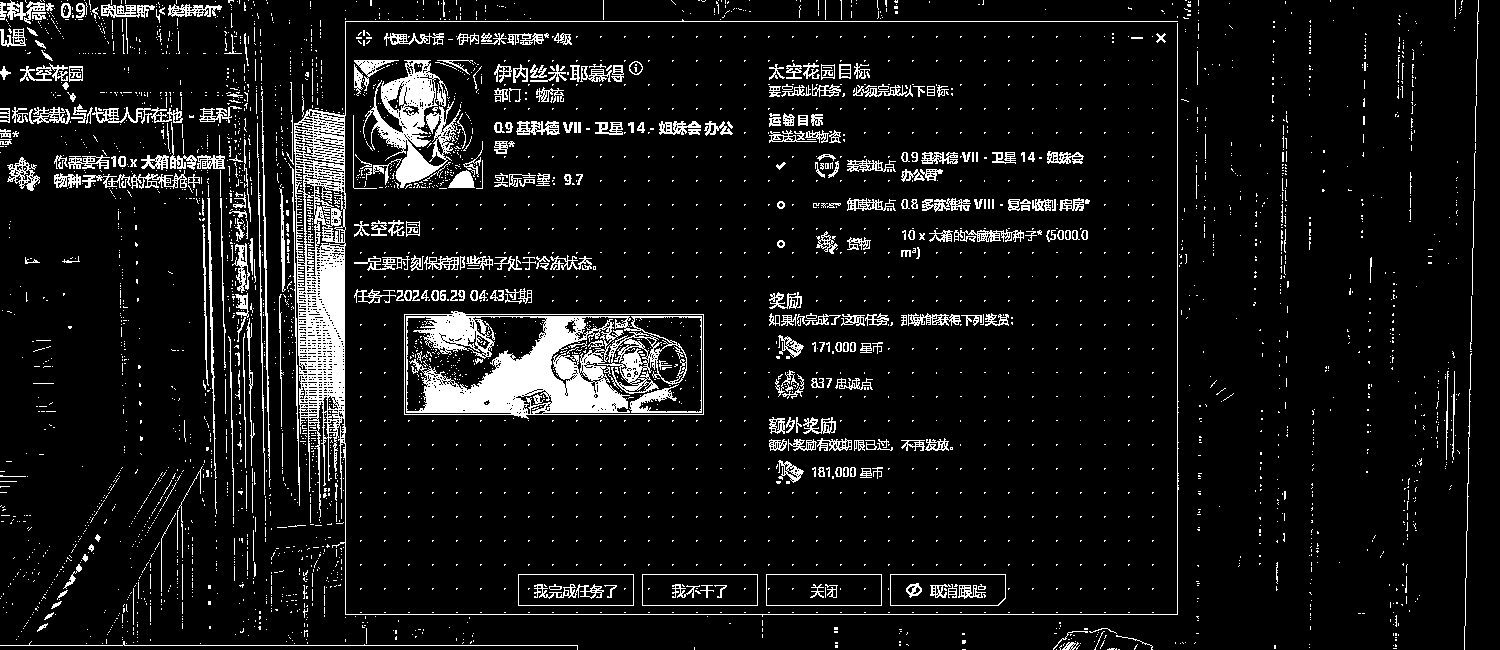 基科德* 0.9 < 欧迪里斯* < 埃维希尔*
机遇
太空花园
目标(装载)与代理人所在地 - 基科
德*
你需要有10 x 大箱的冷藏植
物种子*在你的货柜舱中
代理人对话 - 伊内丝米·耶慕得* 4级
伊内丝米·耶慕得
部门：物流
0.9 基科德 VII - 卫星 14 - 姐妹会 办公
署*
实际声望：9.7
太空花园
一定要时刻保持那些种子处于冷冻状态。
任务于2024.06.29 04:43过期
太空花园目标
要完成此任务，必须完成以下目标：
运输目标
运送这些物资：
装载地点 0.9 基科德 VII - 卫星 14 - 姐妹会
办公署*
卸载地点 0.8 多苏维特 VIII - 复合收割 库房*
货物 10 x 大箱的冷藏植物种子* (5000.0
m³)
奖励
如果你完成了这项任务，那就能获得下列奖赏：
171,000 星币
837 忠诚点
额外奖励
额外奖励有效期限已过，不再发放。
181,000 星币
我完成任务了
我不干了
关闭
取消跟踪